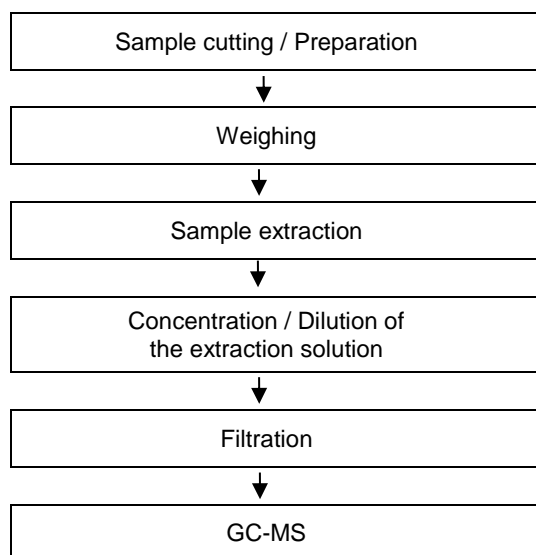 Sample cutting / Preparation
Weighing
Sample extraction
Concentration / Dilution of
the extraction solution
Filtration
GC-MS